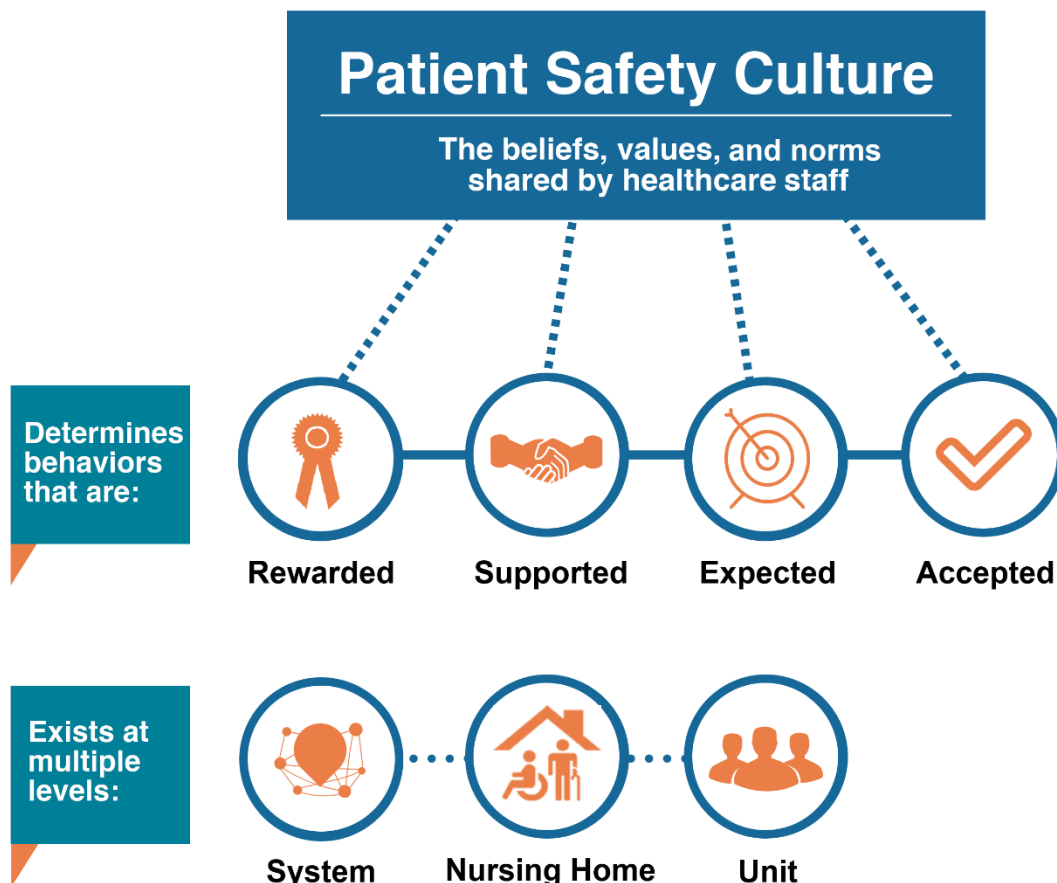 Patient Safety Culture
The beliefs, values, and norms
shared by healthcare staff
Determines
behaviors
that are:
Rewarded
Supported
Expected
Accepted
Exists at
multiple
levels:
System
Nursing Home
Unit